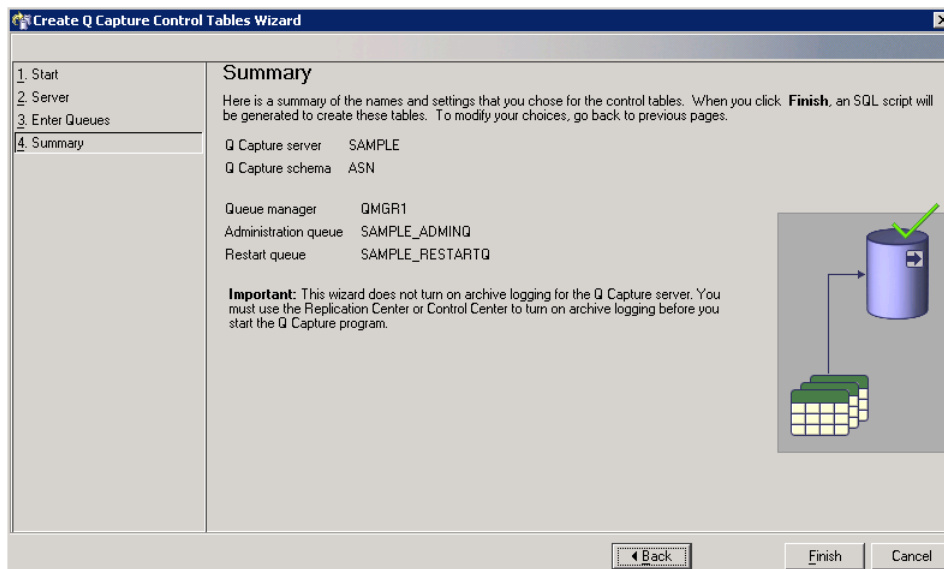 Create Q Capture Control Tables Wizard
1. Start
2. Server
3. Enter Queues
4. Summary
Summary
Here is a summary of the names and settings that you chose for the control tables. When you click Finish, an SQL script will
be generated to create these tables. To modify your choices, go back to previous pages.
Q Capture server SAMPLE
Q Capture schema ASN
Queue manager QMGR1
Administration queue SAMPLE_ADMINQ
Restart queue SAMPLE_RESTARTQ
Important: This wizard does not turn on archive logging for the Q Capture server. You
must use the Replication Center or Control Center to turn on archive logging before you
start the Q Capture program.
Back
Finish
Cancel